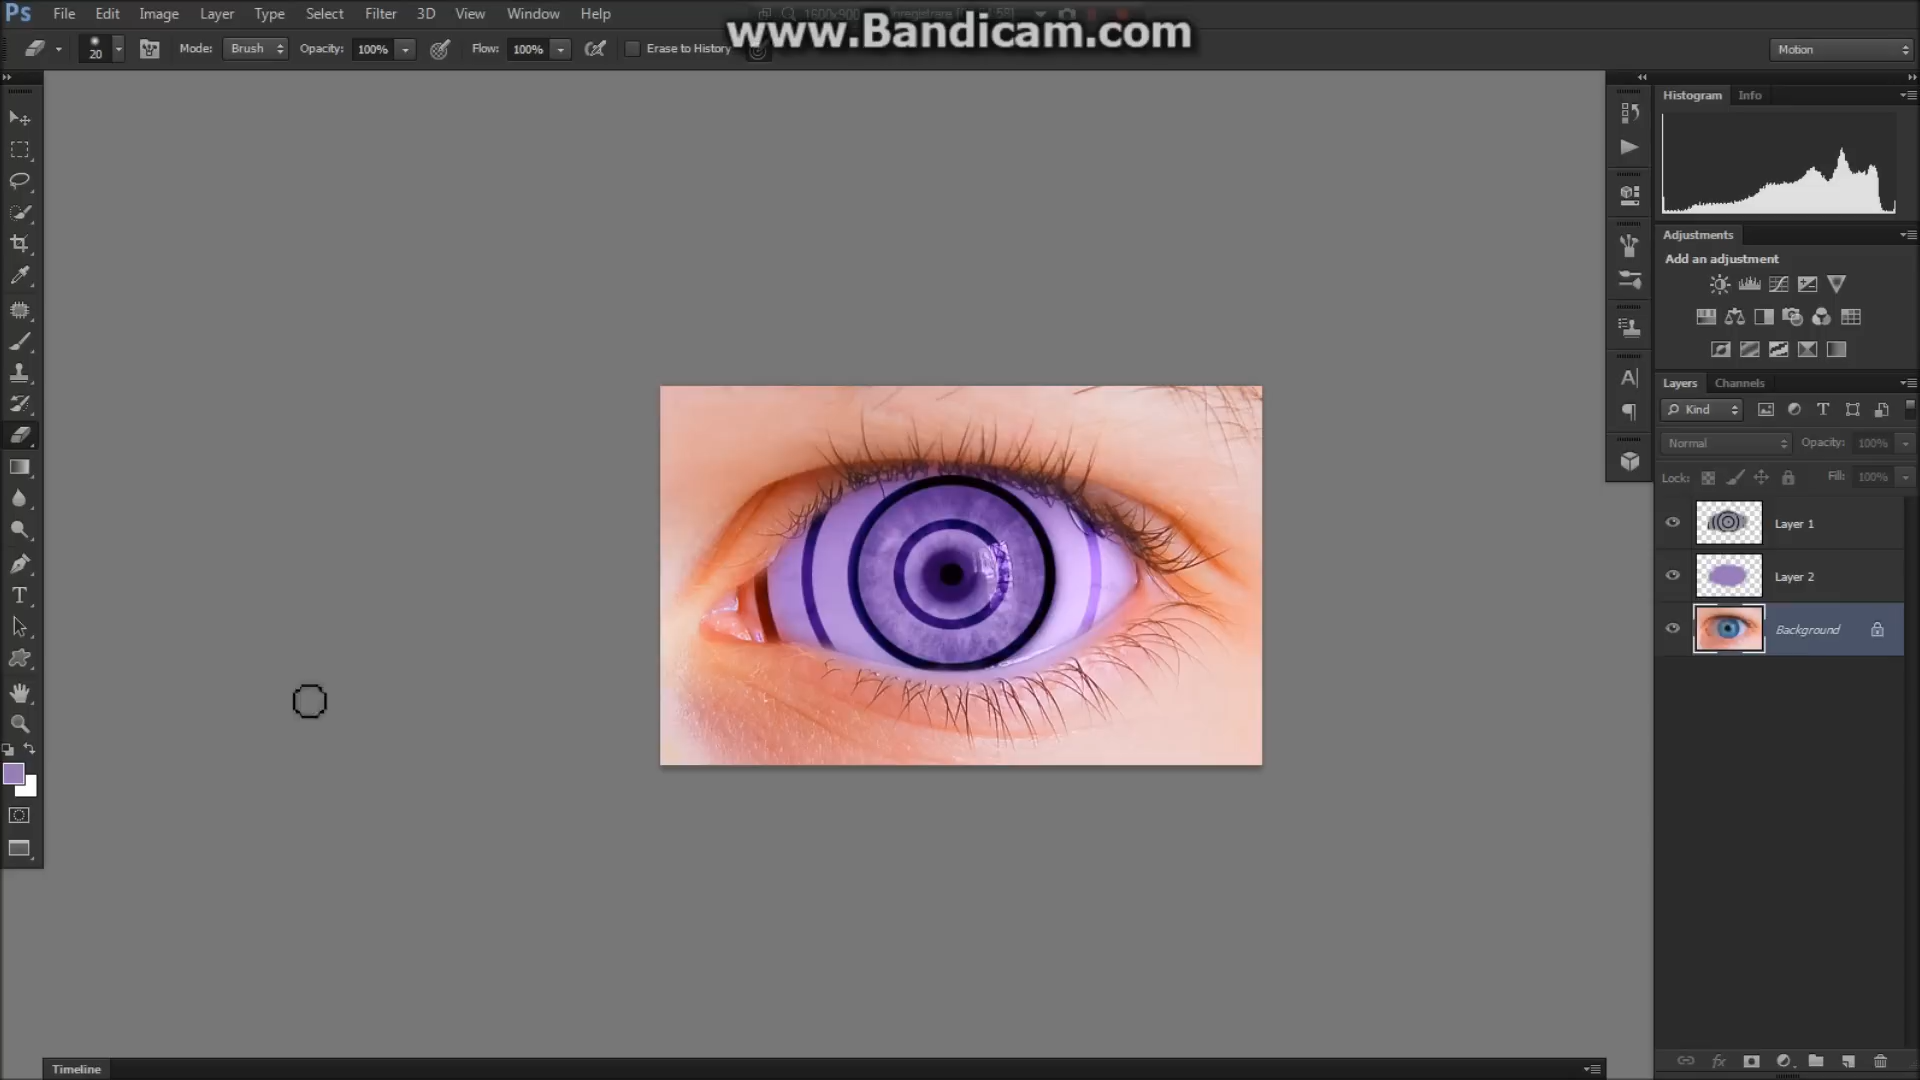 Ps File Edit Image Layer Type Select Filter 3D View Window Help
www.Bandicam.com
20 Mode: Brush Opacity: 100% Flow: 100% Erase to History
Motion
Histogram Info
Adjustments
Add an adjustment
Layers Channels
Kind
Normal Opacity: 100%
Lock: Fill: 100%
Layer 1
Layer 2
Background
Timeline